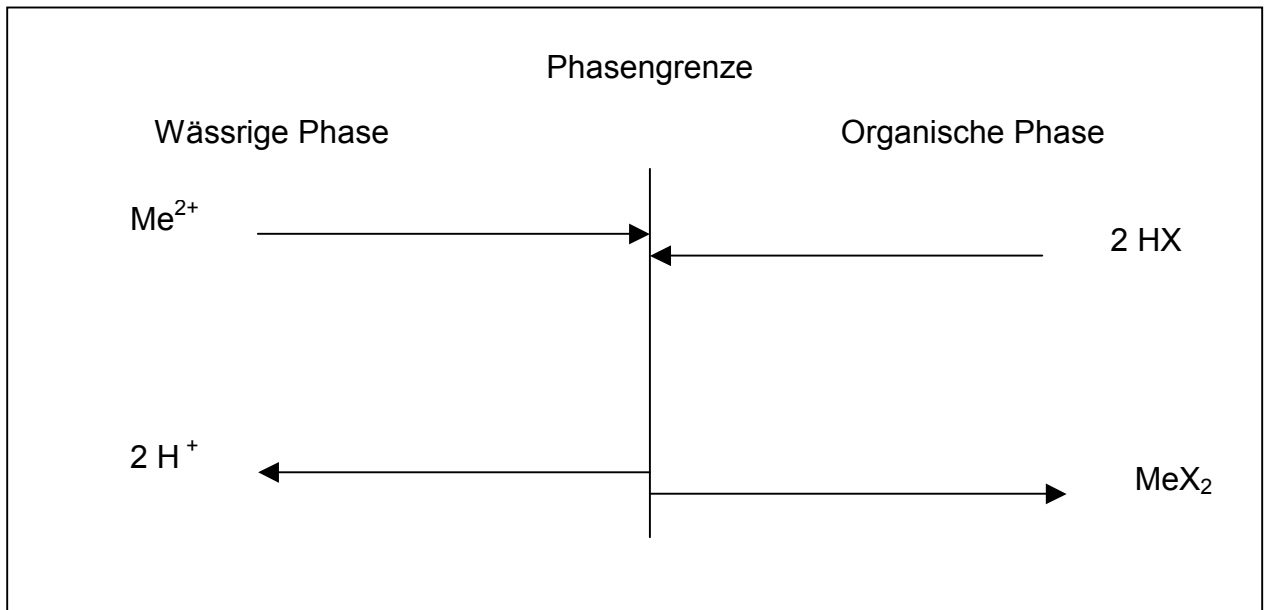 Phasengrenze
Wässrige Phase Organische Phase
Me²⁺
2 HX
2 H⁺
MeX₂